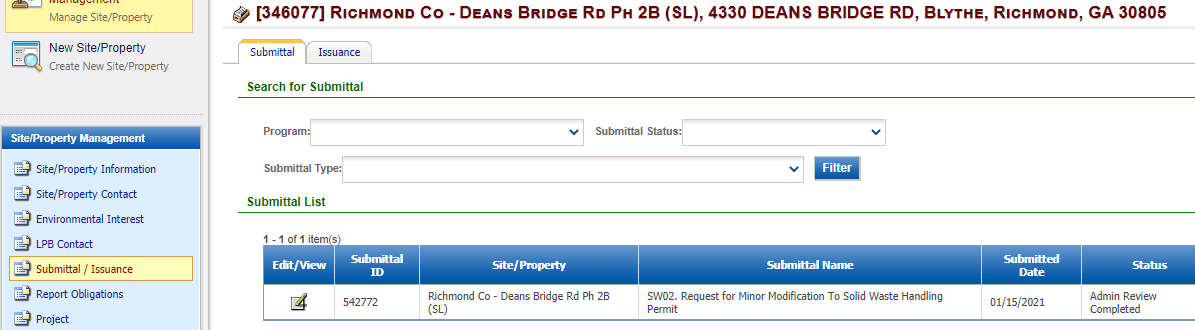 Management
Manage Site/Property
New Site/Property
Create New Site/Property
Site/Property Management
Site/Property Information
Site/Property Contact
Environmental Interest
LPB Contact
Submittal / Issuance
Report Obligations
Project
[346077] Richmond Co - Deans Bridge Rd Ph 2B (SL), 4330 DEANS BRIDGE RD, Blythe, Richmond, GA 30805
Submittal Issuance
Search for Submittal
Program: Submittal Status:
Submittal Type: Filter
Submittal List
1 - 1 of 1 item(s)
Edit/View Submittal ID Site/Property Submittal Name Submitted Date Status
542772 Richmond Co - Deans Bridge Rd Ph 2B (SL) SW02. Request for Minor Modification To Solid Waste Handling Permit 01/15/2021 Admin Review Completed